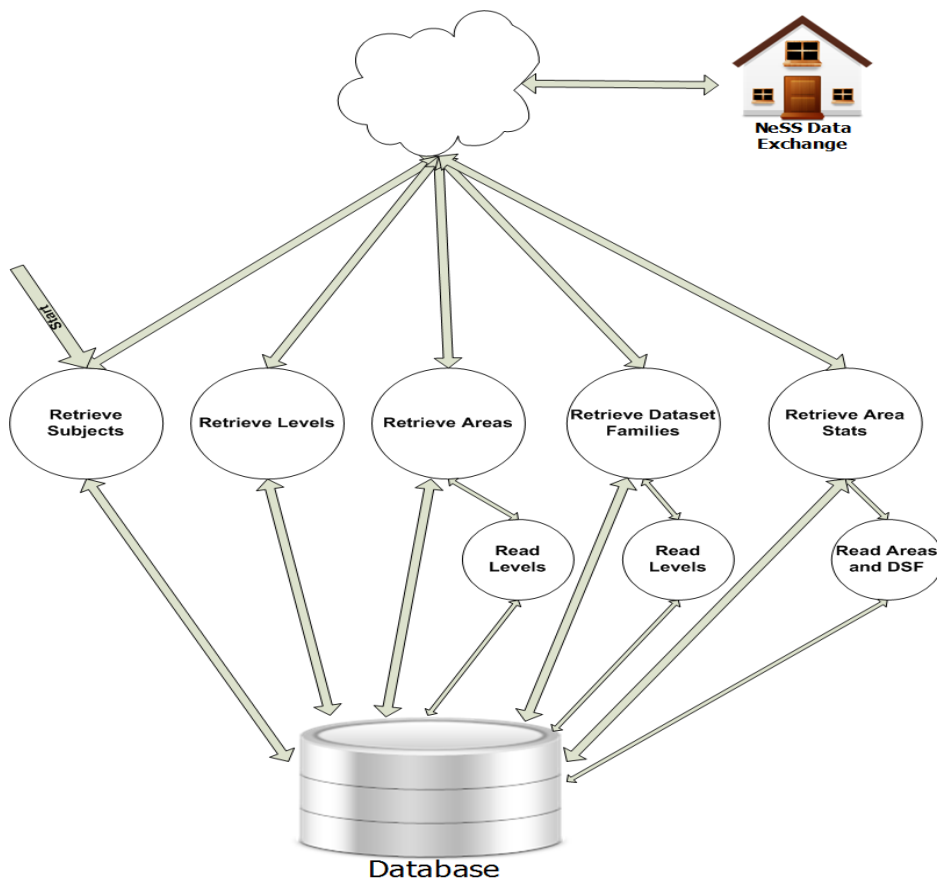 NeSS Data
Exchange
Start
Retrieve
Subjects
Retrieve Levels
Retrieve Areas
Retrieve Dataset
Families
Retrieve Area
Stats
Read
Levels
Read
Levels
Read Areas
and DSF
Database